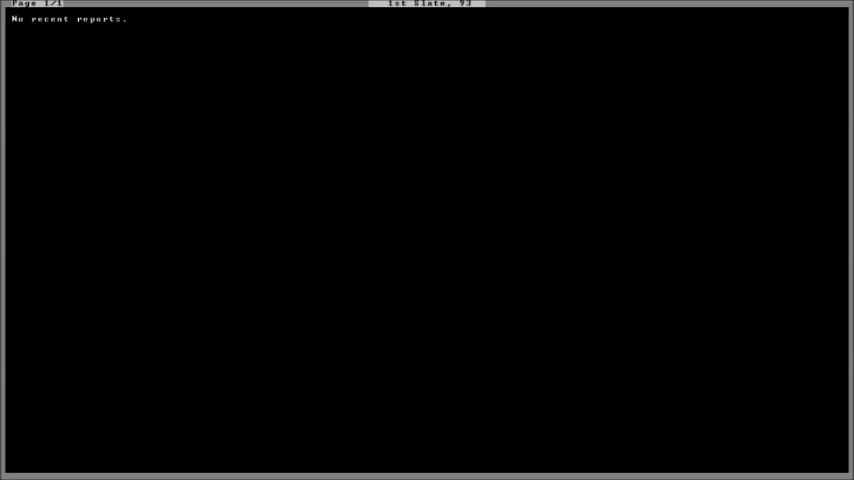 Page 1/1
1st Slate, 93
No recent reports.